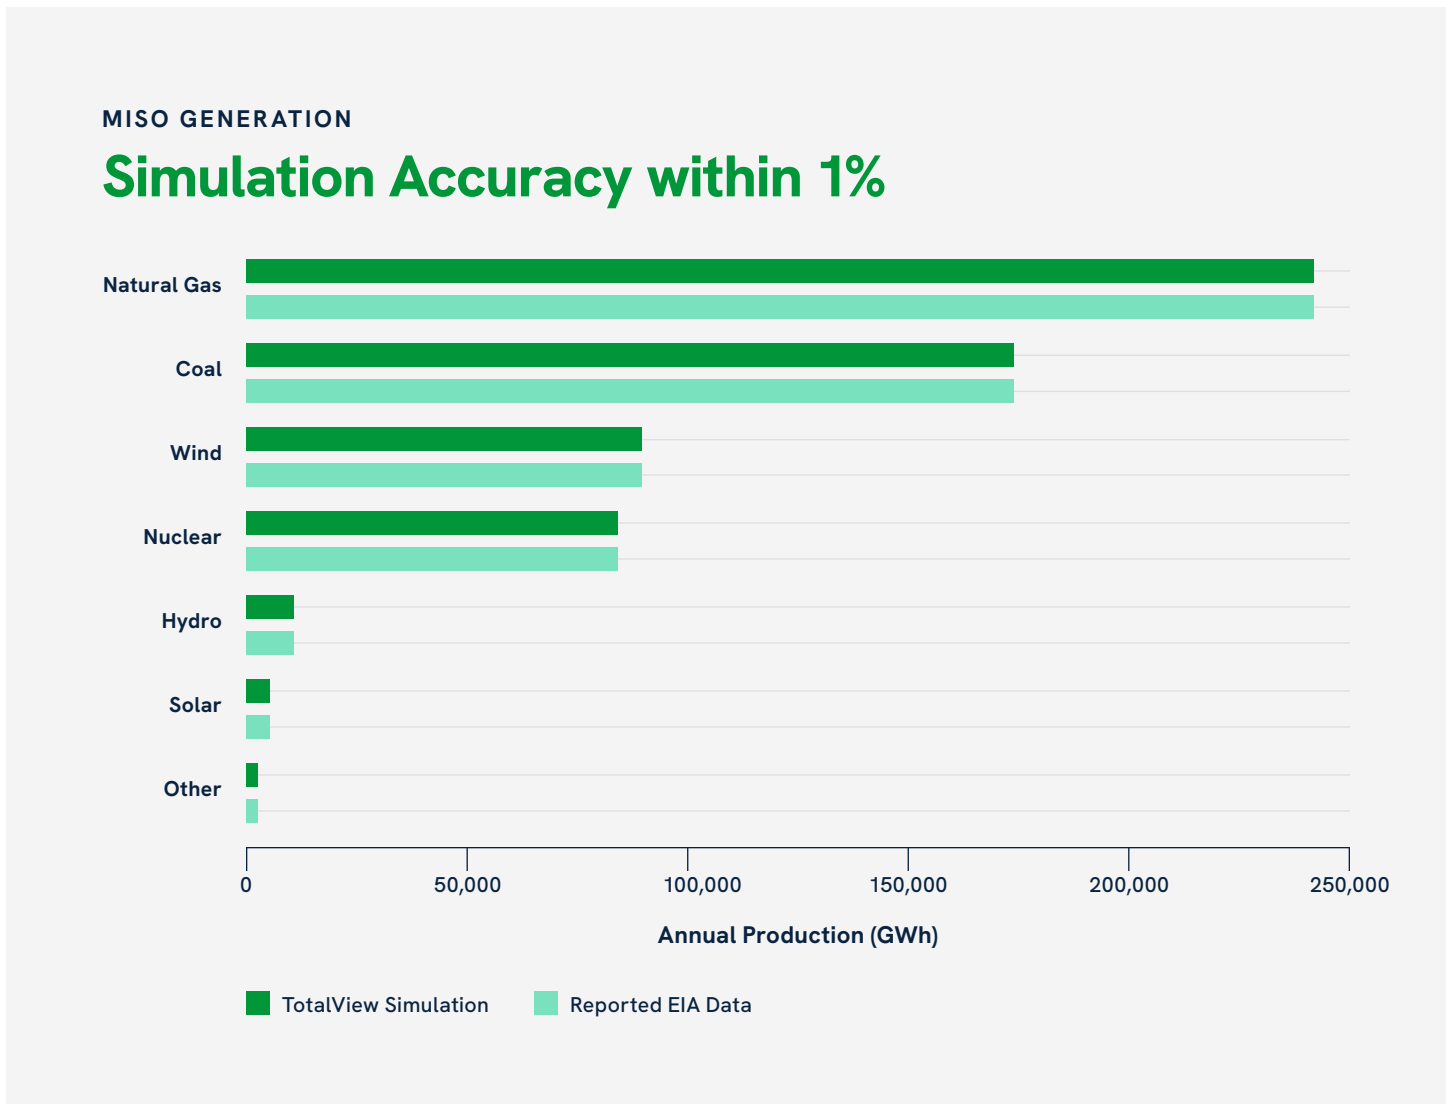 MISO GENERATION
Simulation Accuracy within 1%
Natural Gas
Coal
Wind
Nuclear
Hydro
Solar
Other
0 50,000 100,000 150,000 200,000 250,000
Annual Production (GWh)
TotalView Simulation Reported EIA Data